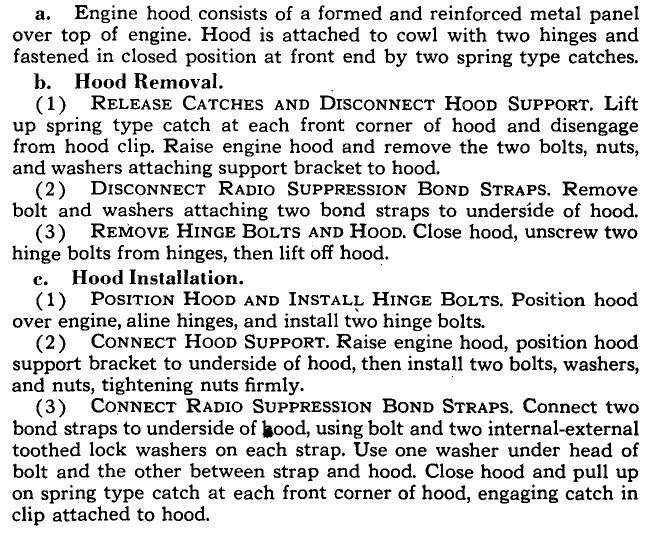 a. Engine hood consists of a formed and reinforced metal panel
over top of engine. Hood is attached to cowl with two hinges and
fastened in closed position at front end by two spring type catches.
b. Hood Removal.
(1) RELEASE CATCHES AND DISCONNECT HOOD SUPPORT. Lift
up spring type catch at each front corner of hood and disengage
from hood clip. Raise engine hood and remove the two bolts, nuts,
and washers attaching support bracket to hood.
(2) DISCONNECT RADIO SUPPRESSION BOND STRAPS. Remove
bolt and washers attaching two bond straps to underside of hood.
(3) REMOVE HINGE BOLTS AND HOOD. Close hood, unscrew two
hinge bolts from hinges, then lift off hood.
c. Hood Installation.
(1) POSITION HOOD AND INSTALL HINGE BOLTS. Position hood
over engine, aline hinges, and install two hinge bolts.
(2) CONNECT HOOD SUPPORT. Raise engine hood, position hood
support bracket to underside of hood, then install two bolts, washers,
and nuts, tightening nuts firmly.
(3) CONNECT RADIO SUPPRESSION BOND STRAPS. Connect two
bond straps to underside of hood, using bolt and two internal-external
toothed lock washers on each strap. Use one washer under head of
bolt and the other between strap and hood. Close hood and pull up
on spring type catch at each front corner of hood, engaging catch in
clip attached to hood.